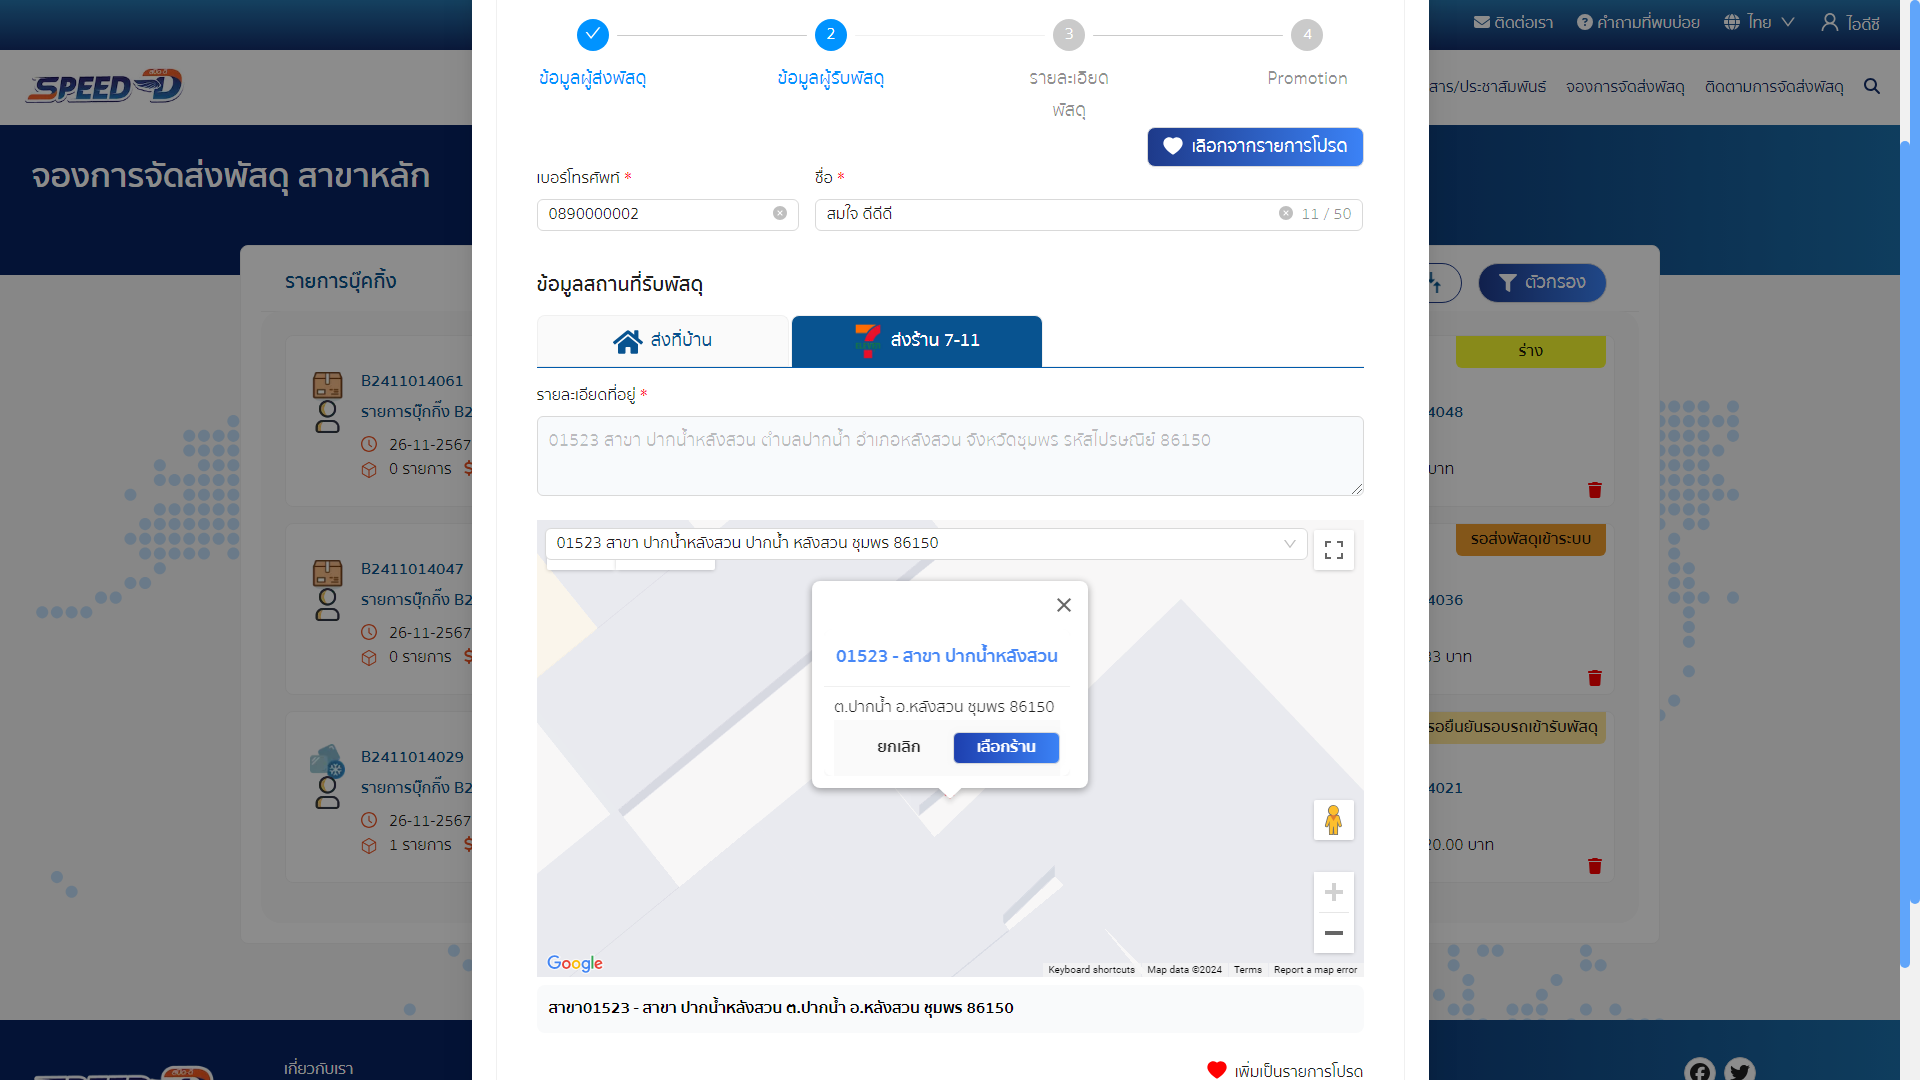 ติดต่อเรา
คำถามที่พบบ่อย
ไทย
ไอดีซี
SPEED-D
สาร/ประชาสัมพันธ์
จองการจัดส่งพัสดุ
ติดตามการจัดส่งพัสดุ
จองการจัดส่งพัสดุ สาขาหลัก
2
3
4
ข้อมูลผู้ส่งพัสดุ
ข้อมูลผู้รับพัสดุ
รายละเอียด
พัสดุ
Promotion
เลือกจากรายการโปรด
เบอร์โทรศัพท์ *
ชื่อ *
0890000002
สมใจ ดีดีดี
11 / 50
ข้อมูลสถานที่รับพัสดุ
ส่งที่บ้าน
ส่งร้าน 7-11
รายละเอียดที่อยู่ *
01523 สาขา ปากน้ำหลังสวน ตำบลปากน้ำ อำเภอหลังสวน จังหวัดชุมพร รหัสไปรษณีย์ 86150
01523 สาขา ปากน้ำหลังสวน ปากน้ำ หลังสวน ชุมพร 86150
01523 - สาขา ปากน้ำหลังสวน
ต.ปากน้ำ อ.หลังสวน ชุมพร 86150
ยกเลิก
เลือกร้าน
Google
Keyboard shortcuts
Map data ©2024
Terms
Report a map error
สาขา01523 - สาขา ปากน้ำหลังสวน ต.ปากน้ำ อ.หลังสวน ชุมพร 86150
เพิ่มเป็นรายการโปรด
รายการบุ๊คกิ้ง
B2411014061
รายการบุ๊กกิ๊ง B2
26-11-2567
0 รายการ $
B2411014047
รายการบุ๊กกิ๊ง B2
26-11-2567
0 รายการ $
B2411014029
รายการบุ๊กกิ๊ง B2
26-11-2567
1 รายการ $
ตัวกรอง
ร่าง
4048
บาท
รอส่งพัสดุเข้าระบบ
4036
33 บาท
รอยืนยันรอบรถเข้ารับพัสดุ
4021
20.00 บาท
เกี่ยวกับเรา